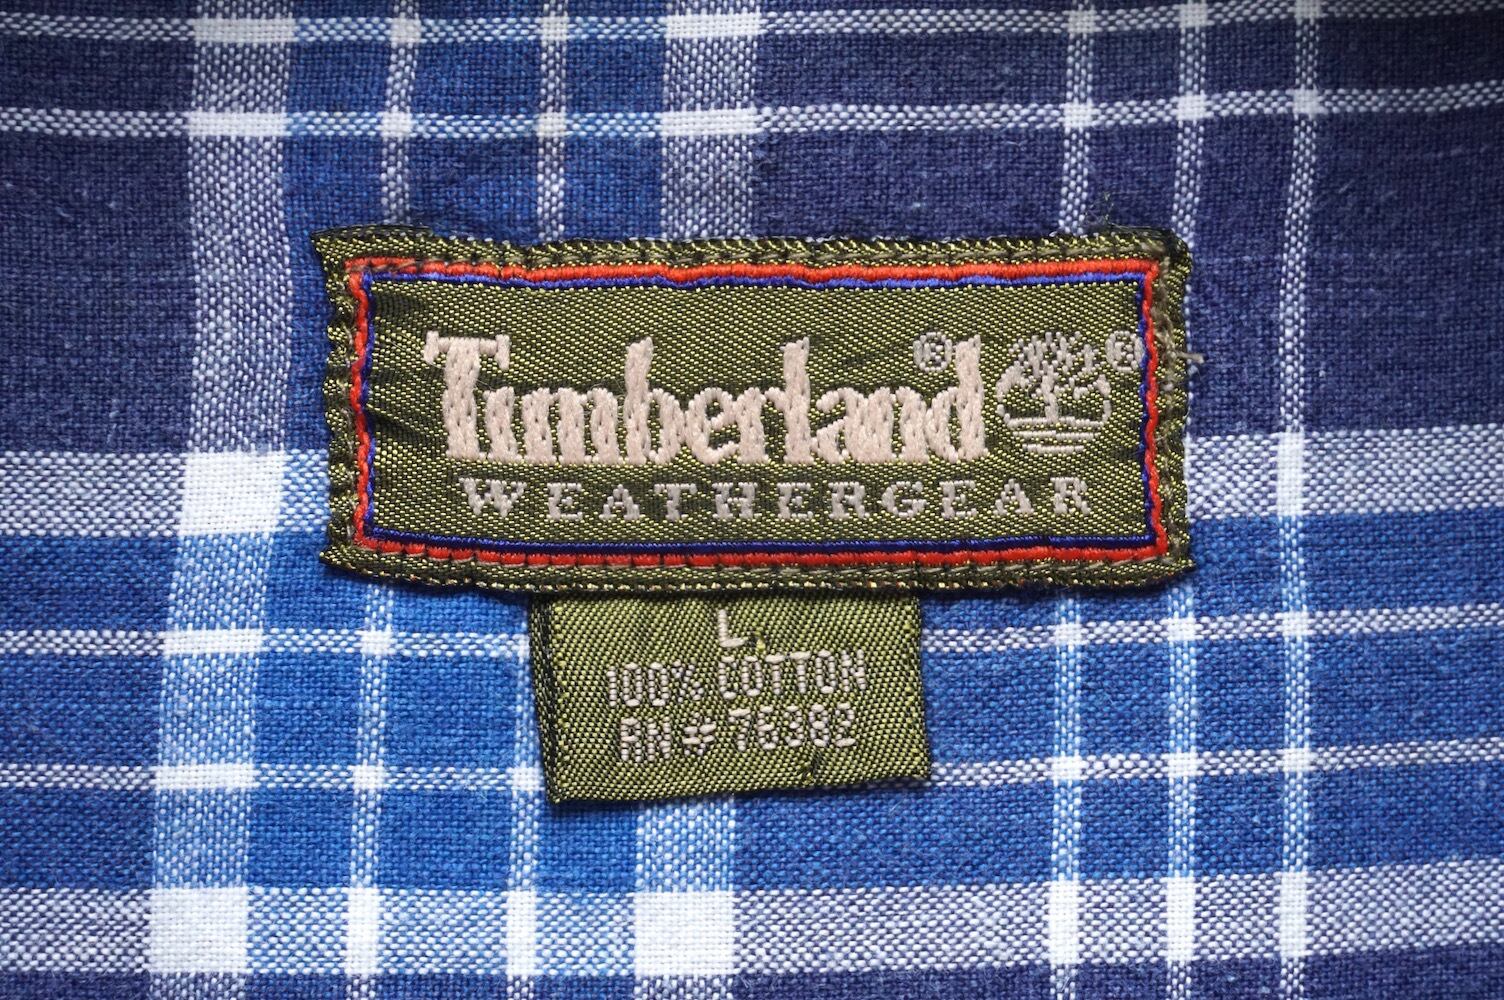 Timberland®
®
WEATHERGEAR
L
100% COTTON
RN# 76382